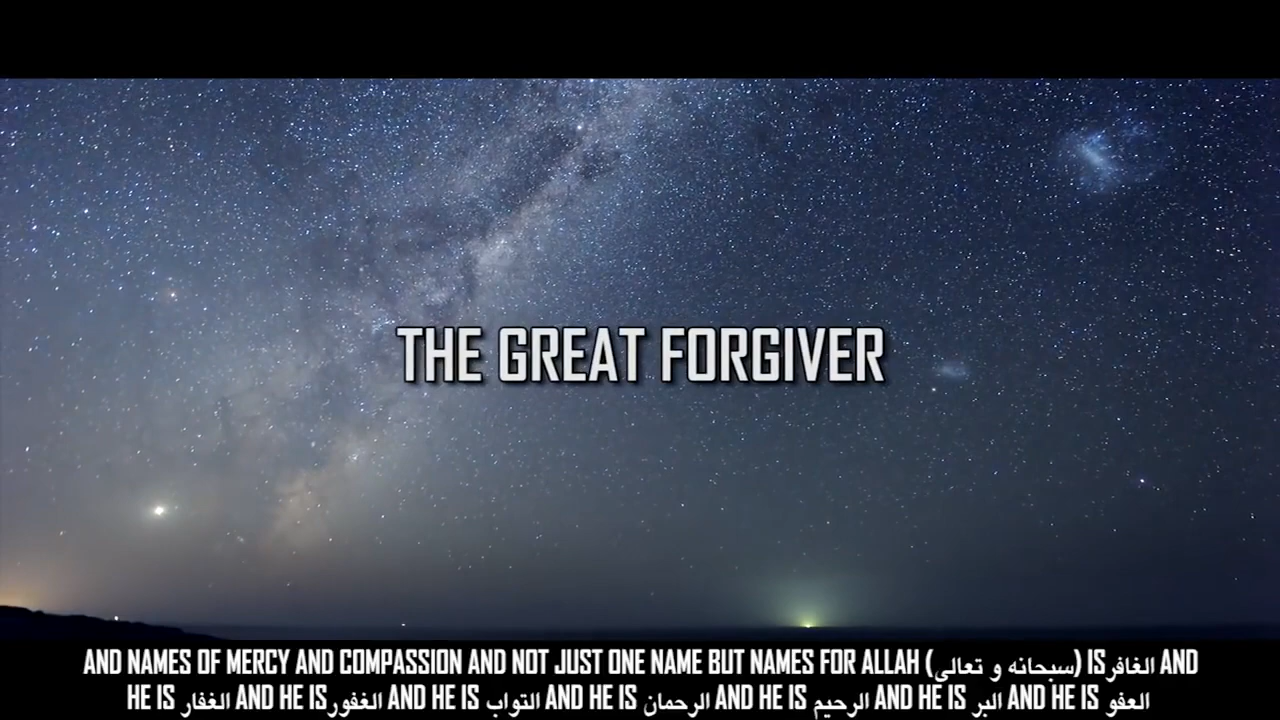 THE GREAT FORGIVER
AND NAMES OF MERCY AND COMPASSION AND NOT JUST ONE NAME BUT NAMES FOR ALLAH (سبحانه و تعالى) IS الغافر AND
HE IS الغفار AND HE IS الغفور AND HE IS التواب AND HE IS الرحمان AND HE IS الرحيم AND HE IS البر AND HE IS العفو